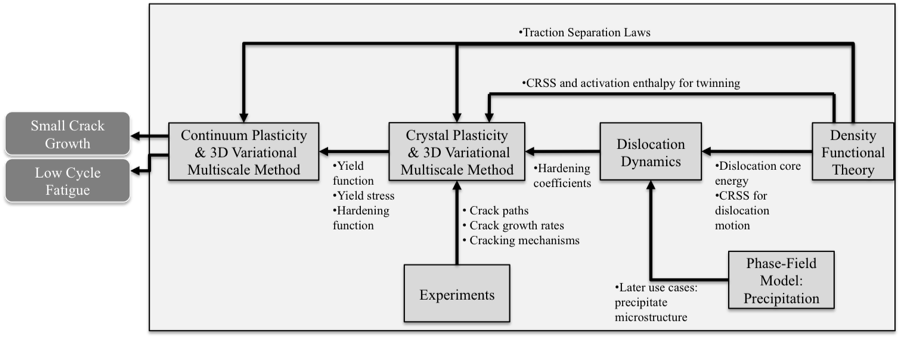 •Traction Separation Laws
•CRSS and activation enthalpy for twinning
Small Crack
Growth
Low Cycle
Fatigue
Continuum Plasticity
& 3D Variational
Multiscale Method
Crystal Plasticity
& 3D Variational
Multiscale Method
Dislocation
Dynamics
Density
Functional
Theory
•Yield
function
•Yield stress
•Hardening
function
•Hardening
coefficients
•Dislocation core
energy
•CRSS for
dislocation
motion
• Crack paths
• Crack growth rates
• Cracking mechanisms
Experiments
•Later use cases:
precipitate
microstructure
Phase-Field
Model:
Precipitation